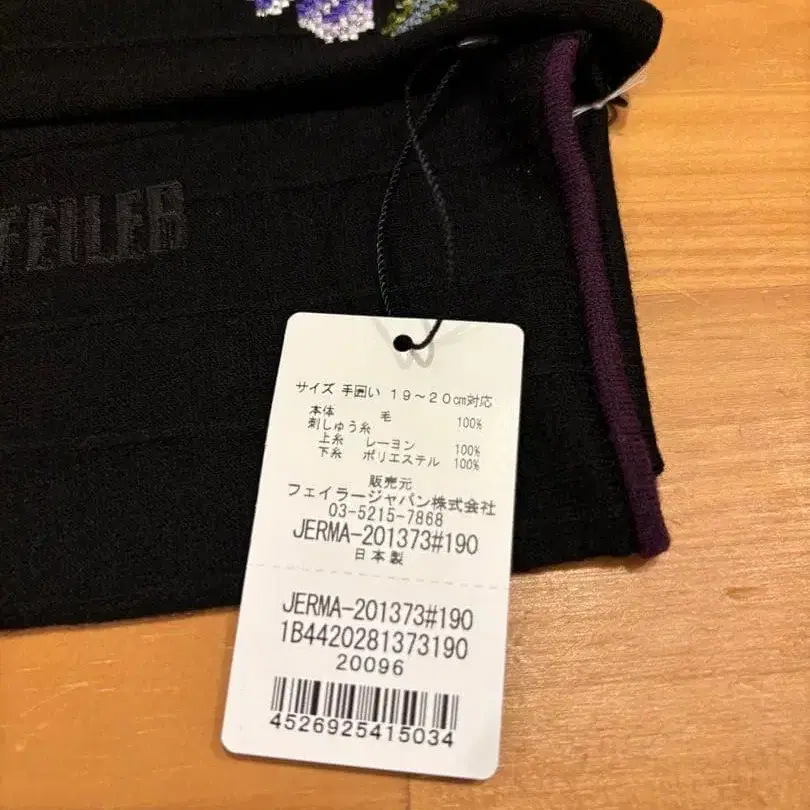 FEILER
サイズ 手囲い 19～20cm対応
本体 毛 100%
刺しゅう糸
上糸 レーヨン 100%
下糸 ポリエステル 100%
販売元
フェイラージャパン株式会社
03-5215-7868
JERMA-201373#190
日本製
JERMA-201373#190
1B4420281373190
20096
4526925415034